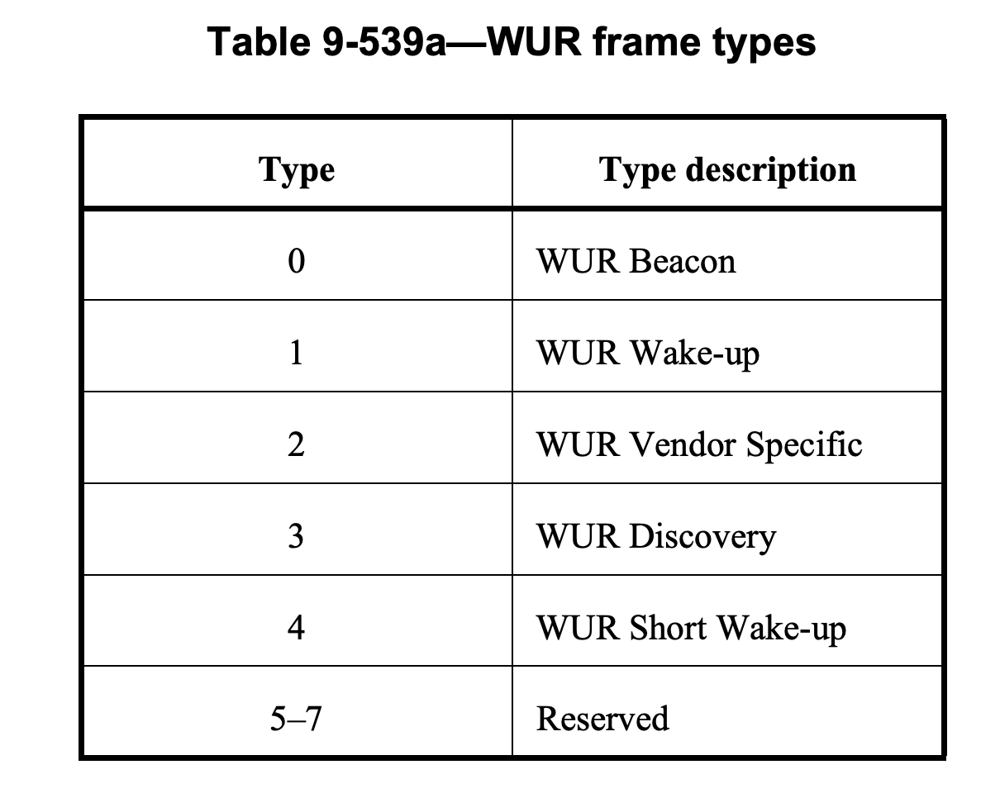 Table 9-539a—WUR frame types
Type Type description
0 WUR Beacon
1 WUR Wake-up
2 WUR Vendor Specific
3 WUR Discovery
4 WUR Short Wake-up
5–7 Reserved